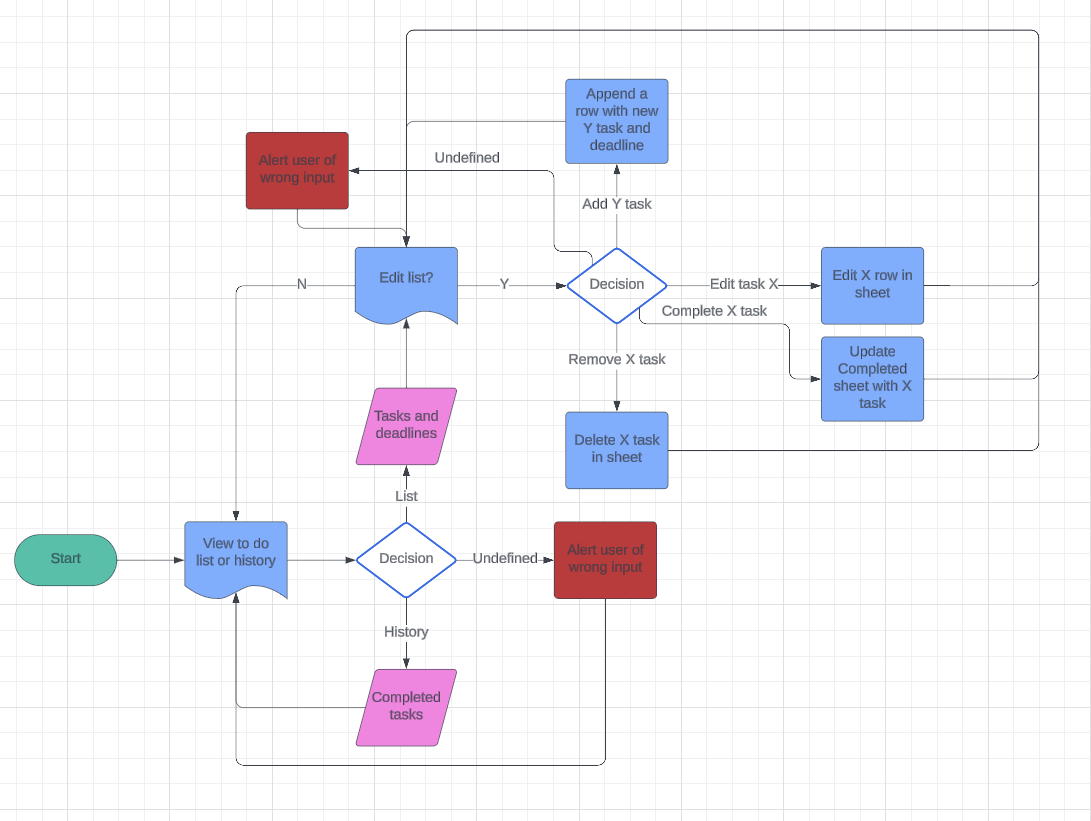 Append a
row with new
Y task and
deadline
Alert user of
wrong input
Undefined
Add Y task
Edit list?
N
Y
Decision
Edit task X
Edit X row in
sheet
Complete X task
Remove X task
Update
Completed
sheet with X
task
Tasks and
deadlines
Delete X task
in sheet
List
Start
View to do
list or history
Decision
Undefined
Alert user of
wrong input
History
Completed
tasks